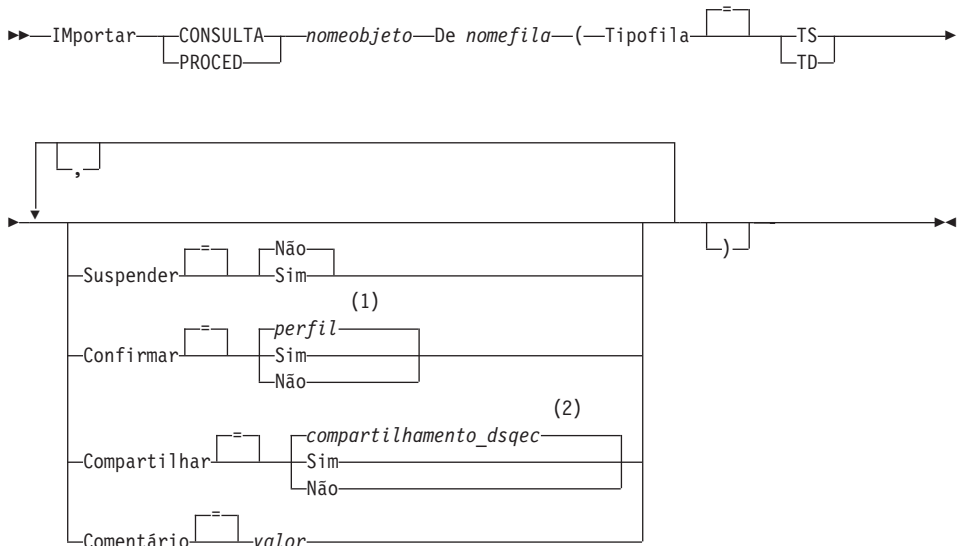 IMportar CONSULTA nomeobjeto De nomefila ( Tipofila = TS
PROCED TD
,
)
Suspender = Não
Sim
(1)
Confirmar = perfil
Sim
Não
(2)
Compartilhar = compartilhamento_dsqec
Sim
Não
Comentário = valor